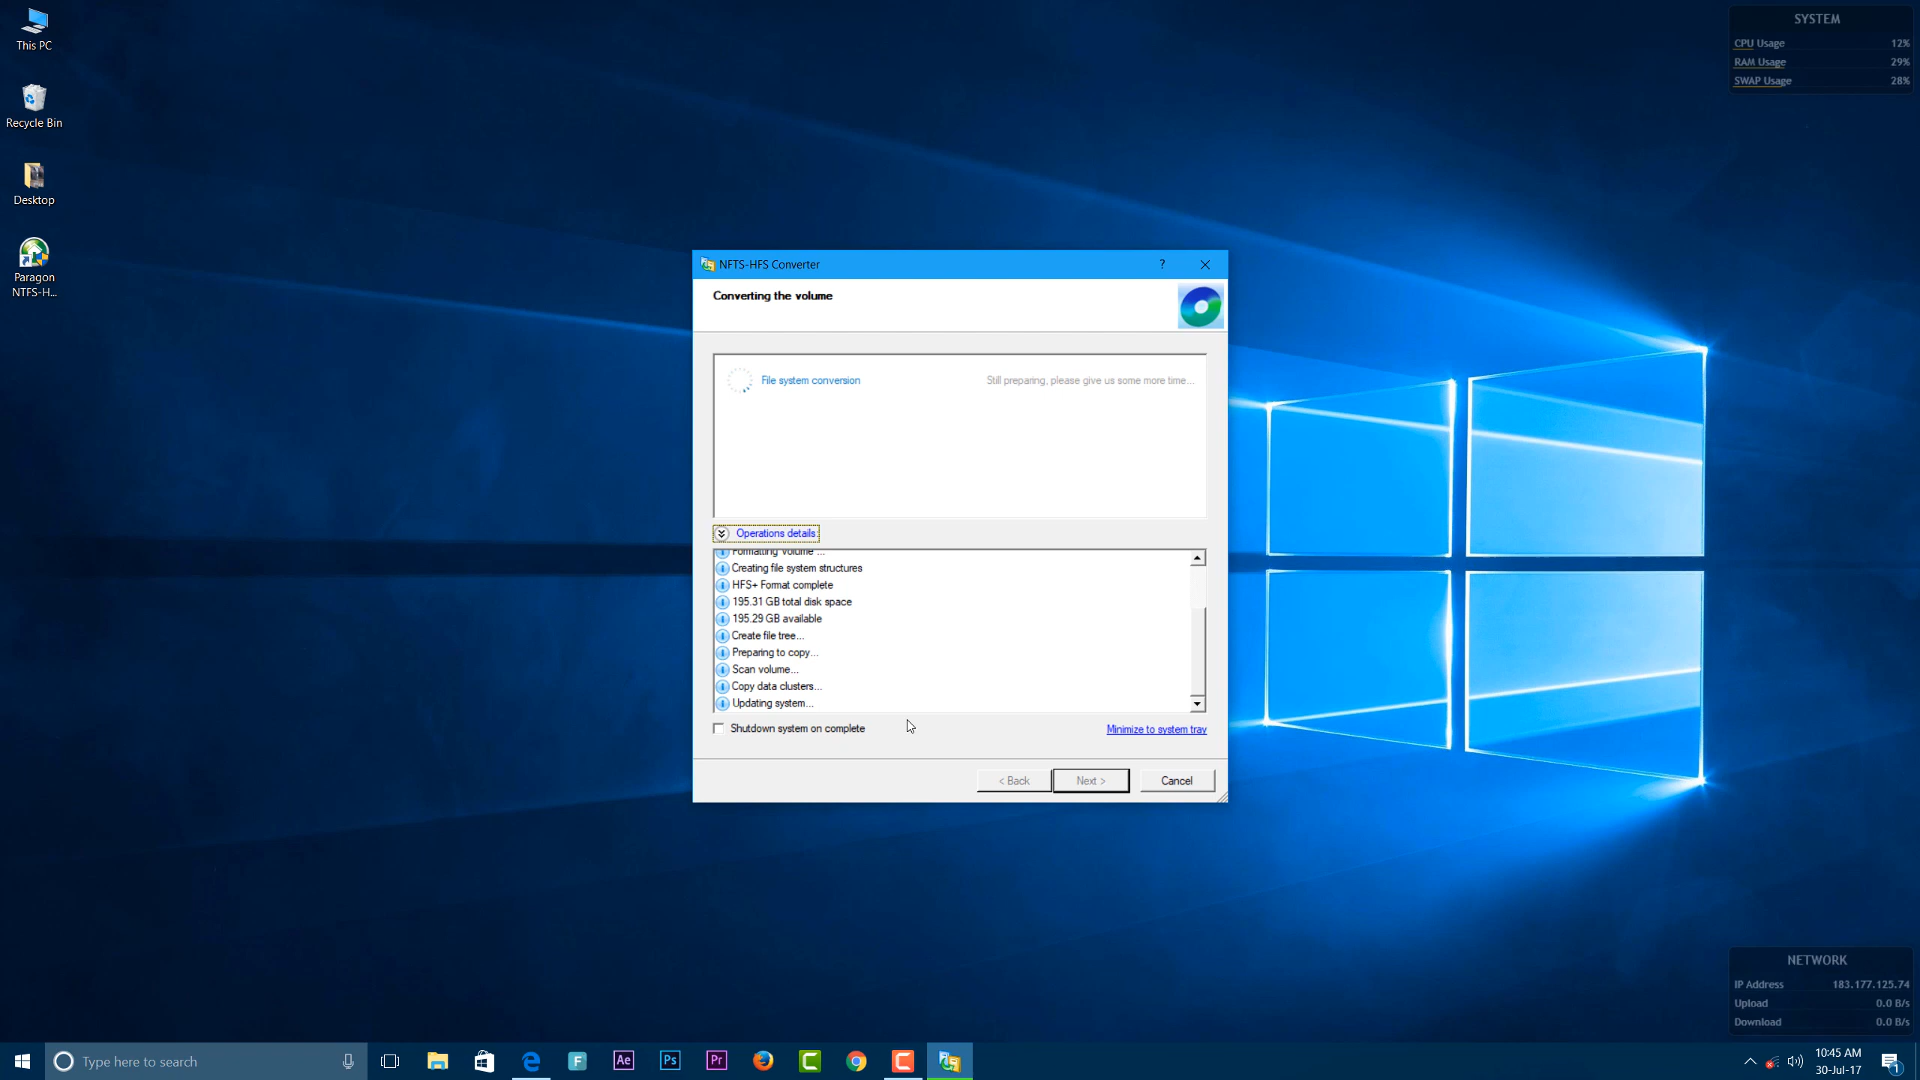 This PC
Recycle Bin
Desktop
Paragon
NTFS-H...
SYSTEM
CPU Usage 12%
RAM Usage 29%
SWAP Usage 28%
NFTS-HFS Converter ?
Converting the volume
File system conversion Still preparing, please give us some more time...
Operations details
Formatting volume ...
Creating file system structures
HFS+ Format complete
195.31 GB total disk space
195.29 GB available
Create file tree...
Preparing to copy...
Scan volume...
Copy data clusters...
Updating system...
Shutdown system on complete Minimize to system tray
< Back Next > Cancel
NETWORK
IP Address 183.177.125.74
Upload 0.0 B/s
Download 0.0 B/s
Type here to search
F
Ae
Ps
Pr
10:45 AM
30-Jul-17
1